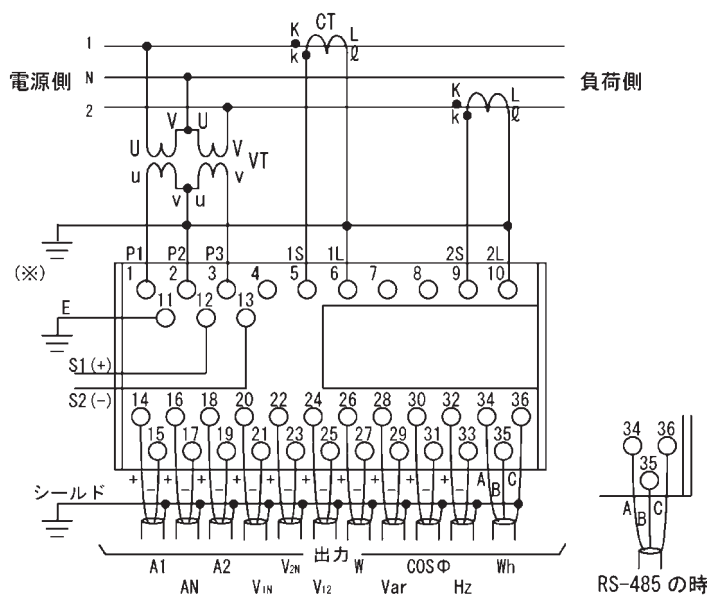 CT
1 K L
k ℓ
電源側 N 負荷側
2 K L
k ℓ
V U
U V
VT
u v
v u
(※)
P1 P2 P3 1S 1L 2S 2L
1 2 3 4 5 6 7 8 9 10
11 12 13
E
S1(+)
S2(-)
14 16 18 20 22 24 26 28 30 32 34 36
15 17 19 21 23 25 27 29 31 33 35
+ - + - + - + - + - + - + - + - + - + - A B C
シールド
出力
A1 A2 V2N W COSΦ Wh
AN V1N V12 Var Hz
34 36
35
A B C
RS-485の時